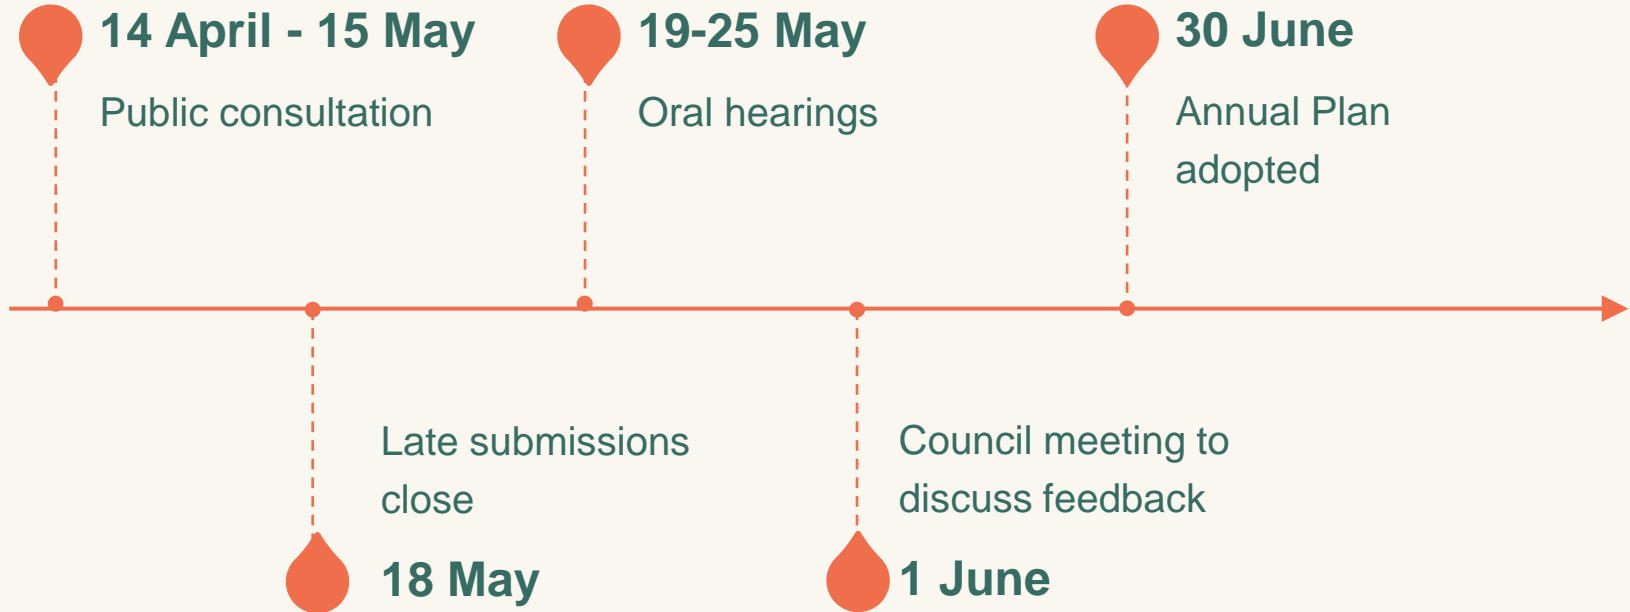 14 April - 15 May
Public consultation
19-25 May
Oral hearings
30 June
Annual Plan
adopted
Late submissions
close
18 May
Council meeting to
discuss feedback
1 June